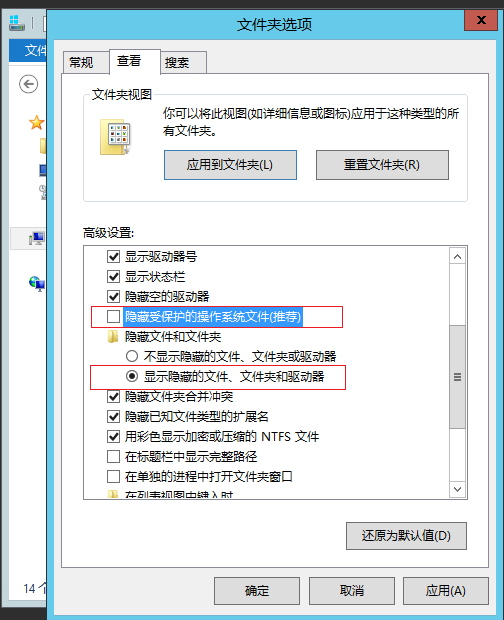 文件夹选项
文件
常规
查看
搜索
文件夹视图
你可以将此视图(如详细信息或图标)应用于这种类型的所
有文件夹。
应用到文件夹(L)
重置文件夹(R)
高级设置:
显示驱动器号
显示状态栏
隐藏空的驱动器
隐藏受保护的操作系统文件(推荐)
隐藏文件和文件夹
不显示隐藏的文件、文件夹或驱动器
显示隐藏的文件、文件夹和驱动器
隐藏文件夹合并冲突
隐藏已知文件类型的扩展名
用彩色显示加密或压缩的 NTFS 文件
在标题栏中显示完整路径
在单独的进程中打开文件夹窗口
在列表视图中键入时
还原为默认值(D)
14 个
确定
取消
应用(A)